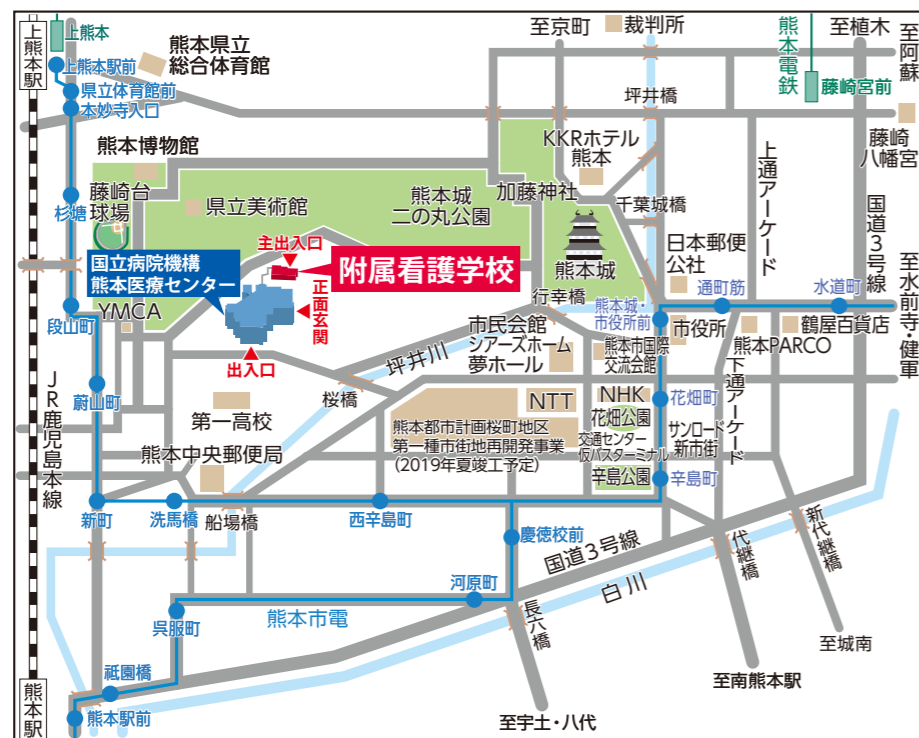 上熊本駅
上熊本
上熊本駅前
県立体育館前
本妙寺入口
熊本県立
総合体育館
至京町
裁判所
熊本電鉄
藤崎宮前
至植木
至阿蘇
坪井橋
藤崎
八幡宮
熊本博物館
藤崎台
球場
杉塘
県立美術館
熊本城
二の丸公園
加藤神社
KKRホテル
熊本
千葉城橋
上通アーケード
国道3号線
主出入口
附属看護学校
国立病院機構
熊本医療センター
正面玄関
出入口
熊本城
行幸橋
日本郵便
公社
通町筋
水道町
至水前寺・健軍
熊本城・
市役所前
市役所
熊本PARCO
鶴屋百貨店
YMCA
段山町
蔚山町
JR鹿児島本線
第一高校
桜橋
坪井川
市民会館
シアーズホーム
夢ホール
熊本市国際
交流会館
下通アーケード
NTT
NHK
花畑公園
花畑町
熊本都市計画桜町地区
第一種市街地再開発事業
(2019年夏竣工予定)
交通センター
仮バスターミナル
サンロード
新市街
辛島公園
辛島町
熊本中央郵便局
新町
洗馬橋
船場橋
西辛島町
慶徳校前
国道3号線
白川
代継橋
新代継橋
河原町
長六橋
熊本市電
呉服町
祇園橋
熊本駅前
熊本駅
至城南
至南熊本駅
至宇土・八代